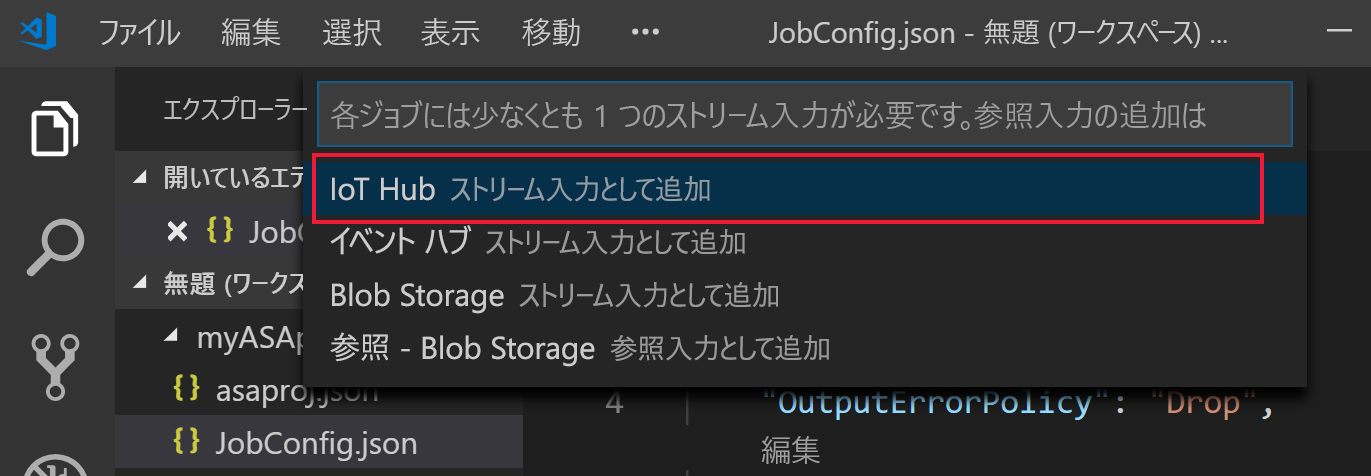 ファイル 編集 選択 表示 移動 ... JobConfig.json - 無題 (ワークスペース) ...
エクスプローラー
各ジョブには少なくとも 1 つのストリーム入力が必要です。参照入力の追加は
IoT Hub ストリーム入力として追加
イベント ハブ ストリーム入力として追加
Blob Storage ストリーム入力として追加
参照 - Blob Storage 参照入力として追加
開いているエデ
JobC
無題 (ワークス
myASAp
asaproj.json
JobConfig.json
4 "OutputErrorPolicy": "Drop",
編集